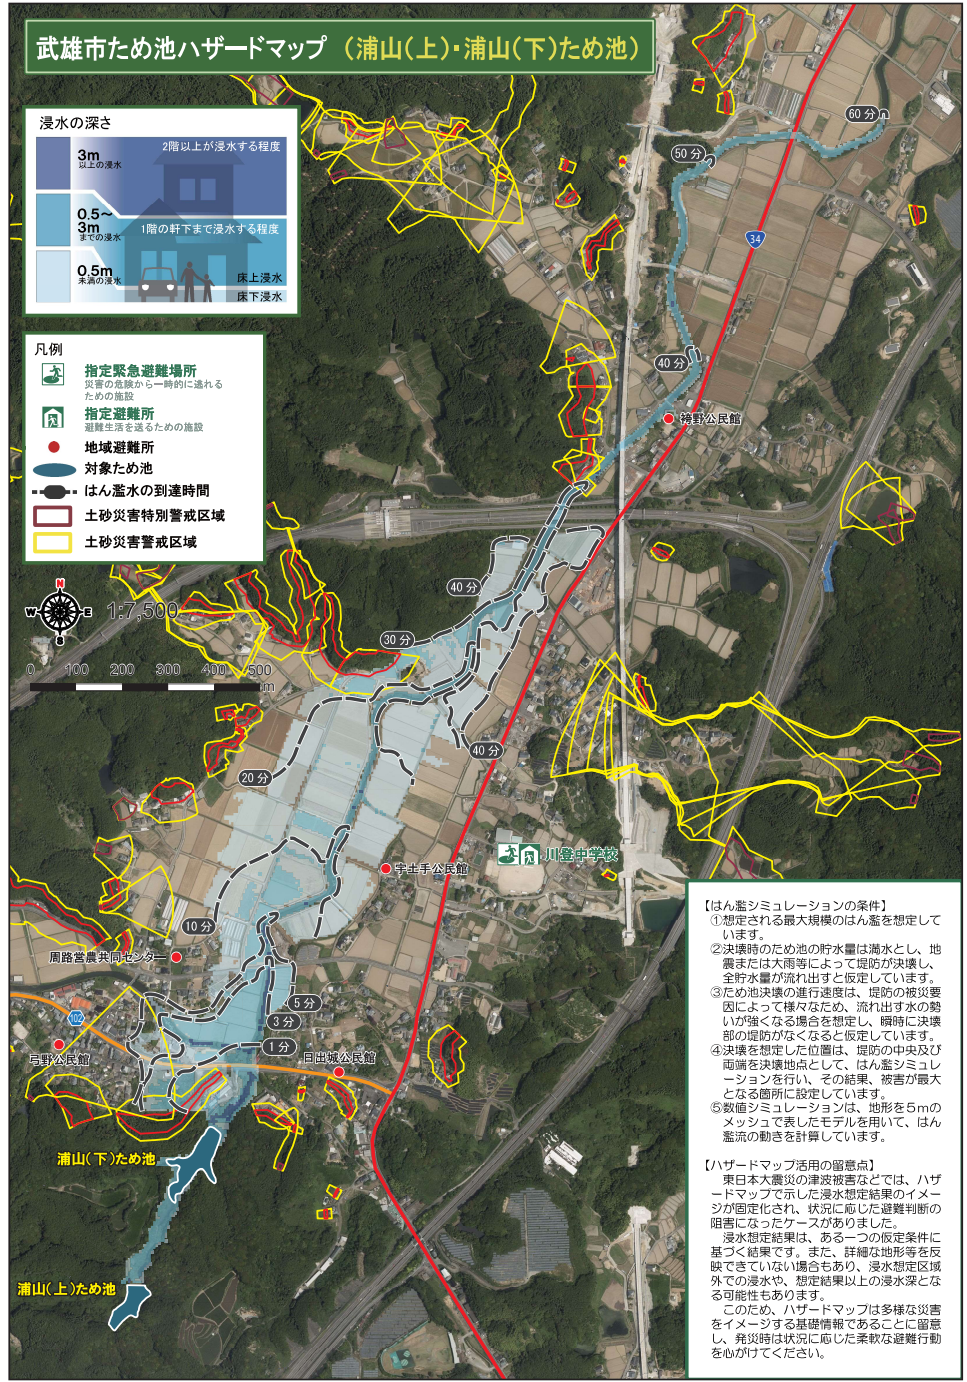 武雄市ため池ハザードマップ （浦山(上)・浦山(下)ため池）
浸水の深さ
3m
以上の浸水
2階以上が浸水する程度
0.5～
3m
までの浸水
1階の軒下まで浸水する程度
0.5m
未満の浸水
床上浸水
床下浸水
凡例
指定緊急避難場所
災害の危険から一時的に逃れる
ための施設
指定避難所
避難生活を送るための施設
地域避難所
対象ため池
はん濫水の到達時間
土砂災害特別警戒区域
土砂災害警戒区域
N
W
E
S
1:7,500
0 100 200 300 400 500
m
60分
50分
34
40分
袴野公民館
40分
30分
40分
20分
川登中学校
宇土手公民館
10分
周路営農共同センター
5分
3分
102
1分
弓野公民館
日出城公民館
浦山(下)ため池
浦山(上)ため池
【はん濫シミュレーションの条件】
①想定される最大規模のはん濫を想定して
います。
②決壊時のため池の貯水量は満水とし、地
震または大雨等によって堤防が決壊し、
全貯水量が流れ出すと仮定しています。
③ため池決壊の進行速度は、堤防の被災要
因によって様々なため、流れ出す水の勢
いが強くなる場合を想定し、瞬時に決壊
部の堤防がなくなると仮定しています。
④決壊を想定した位置は、堤防の中央及び
両端を決壊地点として、はん濫シミュレ
ーションを行い、その結果、被害が最大
となる箇所に設定しています。
⑤数値シミュレーションは、地形を5mの
メッシュで表したモデルを用いて、はん
濫流の動きを計算しています。
【ハザードマップ活用の留意点】
東日本大震災の津波被害などでは、ハザ
ードマップで示した浸水想定結果のイメー
ジが固定化され、状況に応じた避難判断の
阻害になったケースがありました。
浸水想定結果は、ある一つの仮定条件に
基づく結果です。また、詳細な地形等を反
映できていない場合もあり、浸水想定区域
外での浸水や、想定結果以上の浸水深とな
る可能性もあります。
このため、ハザードマップは多様な災害
をイメージする基礎情報であることに留意
し、発災時は状況に応じた柔軟な避難行動
を心がけてください。